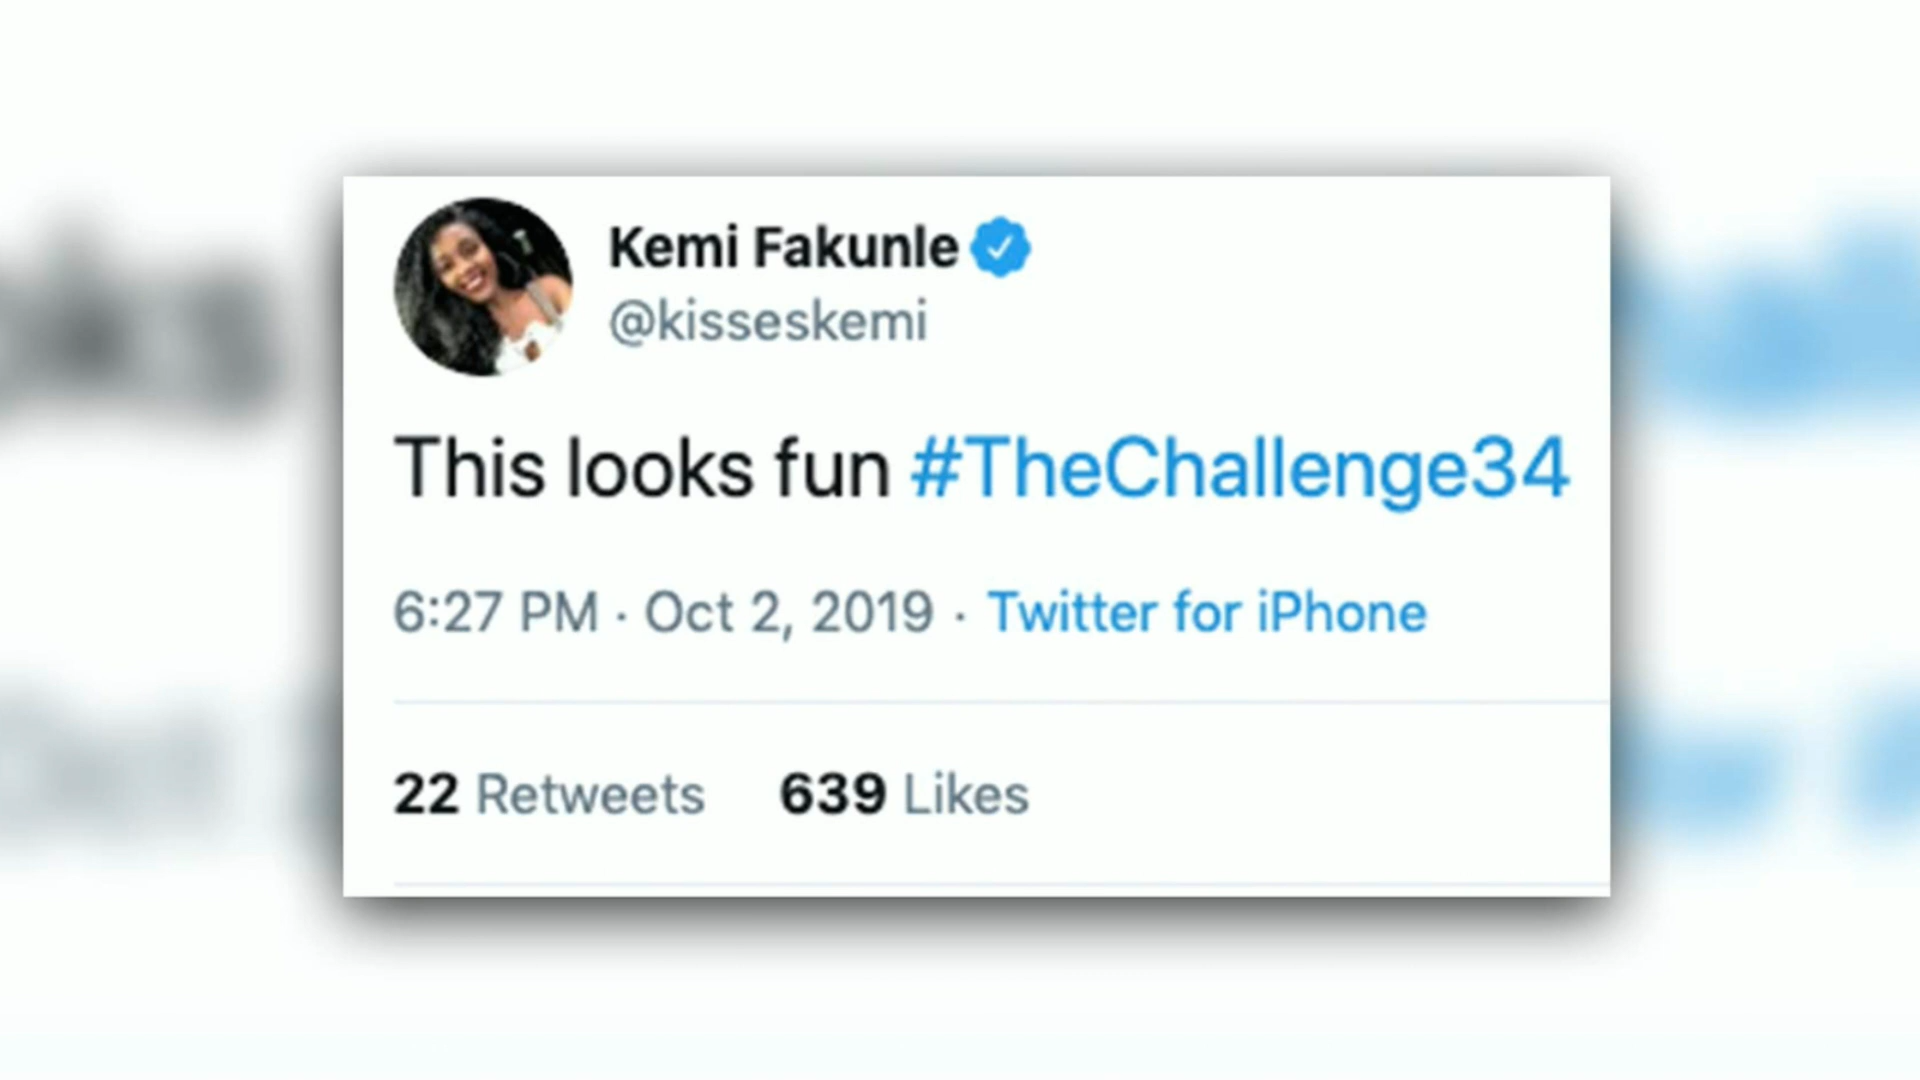 Kemi Fakunle
@kisseskemi
This looks fun #TheChallenge34
6:27 PM · Oct 2, 2019 · Twitter for iPhone
22 Retweets 639 Likes